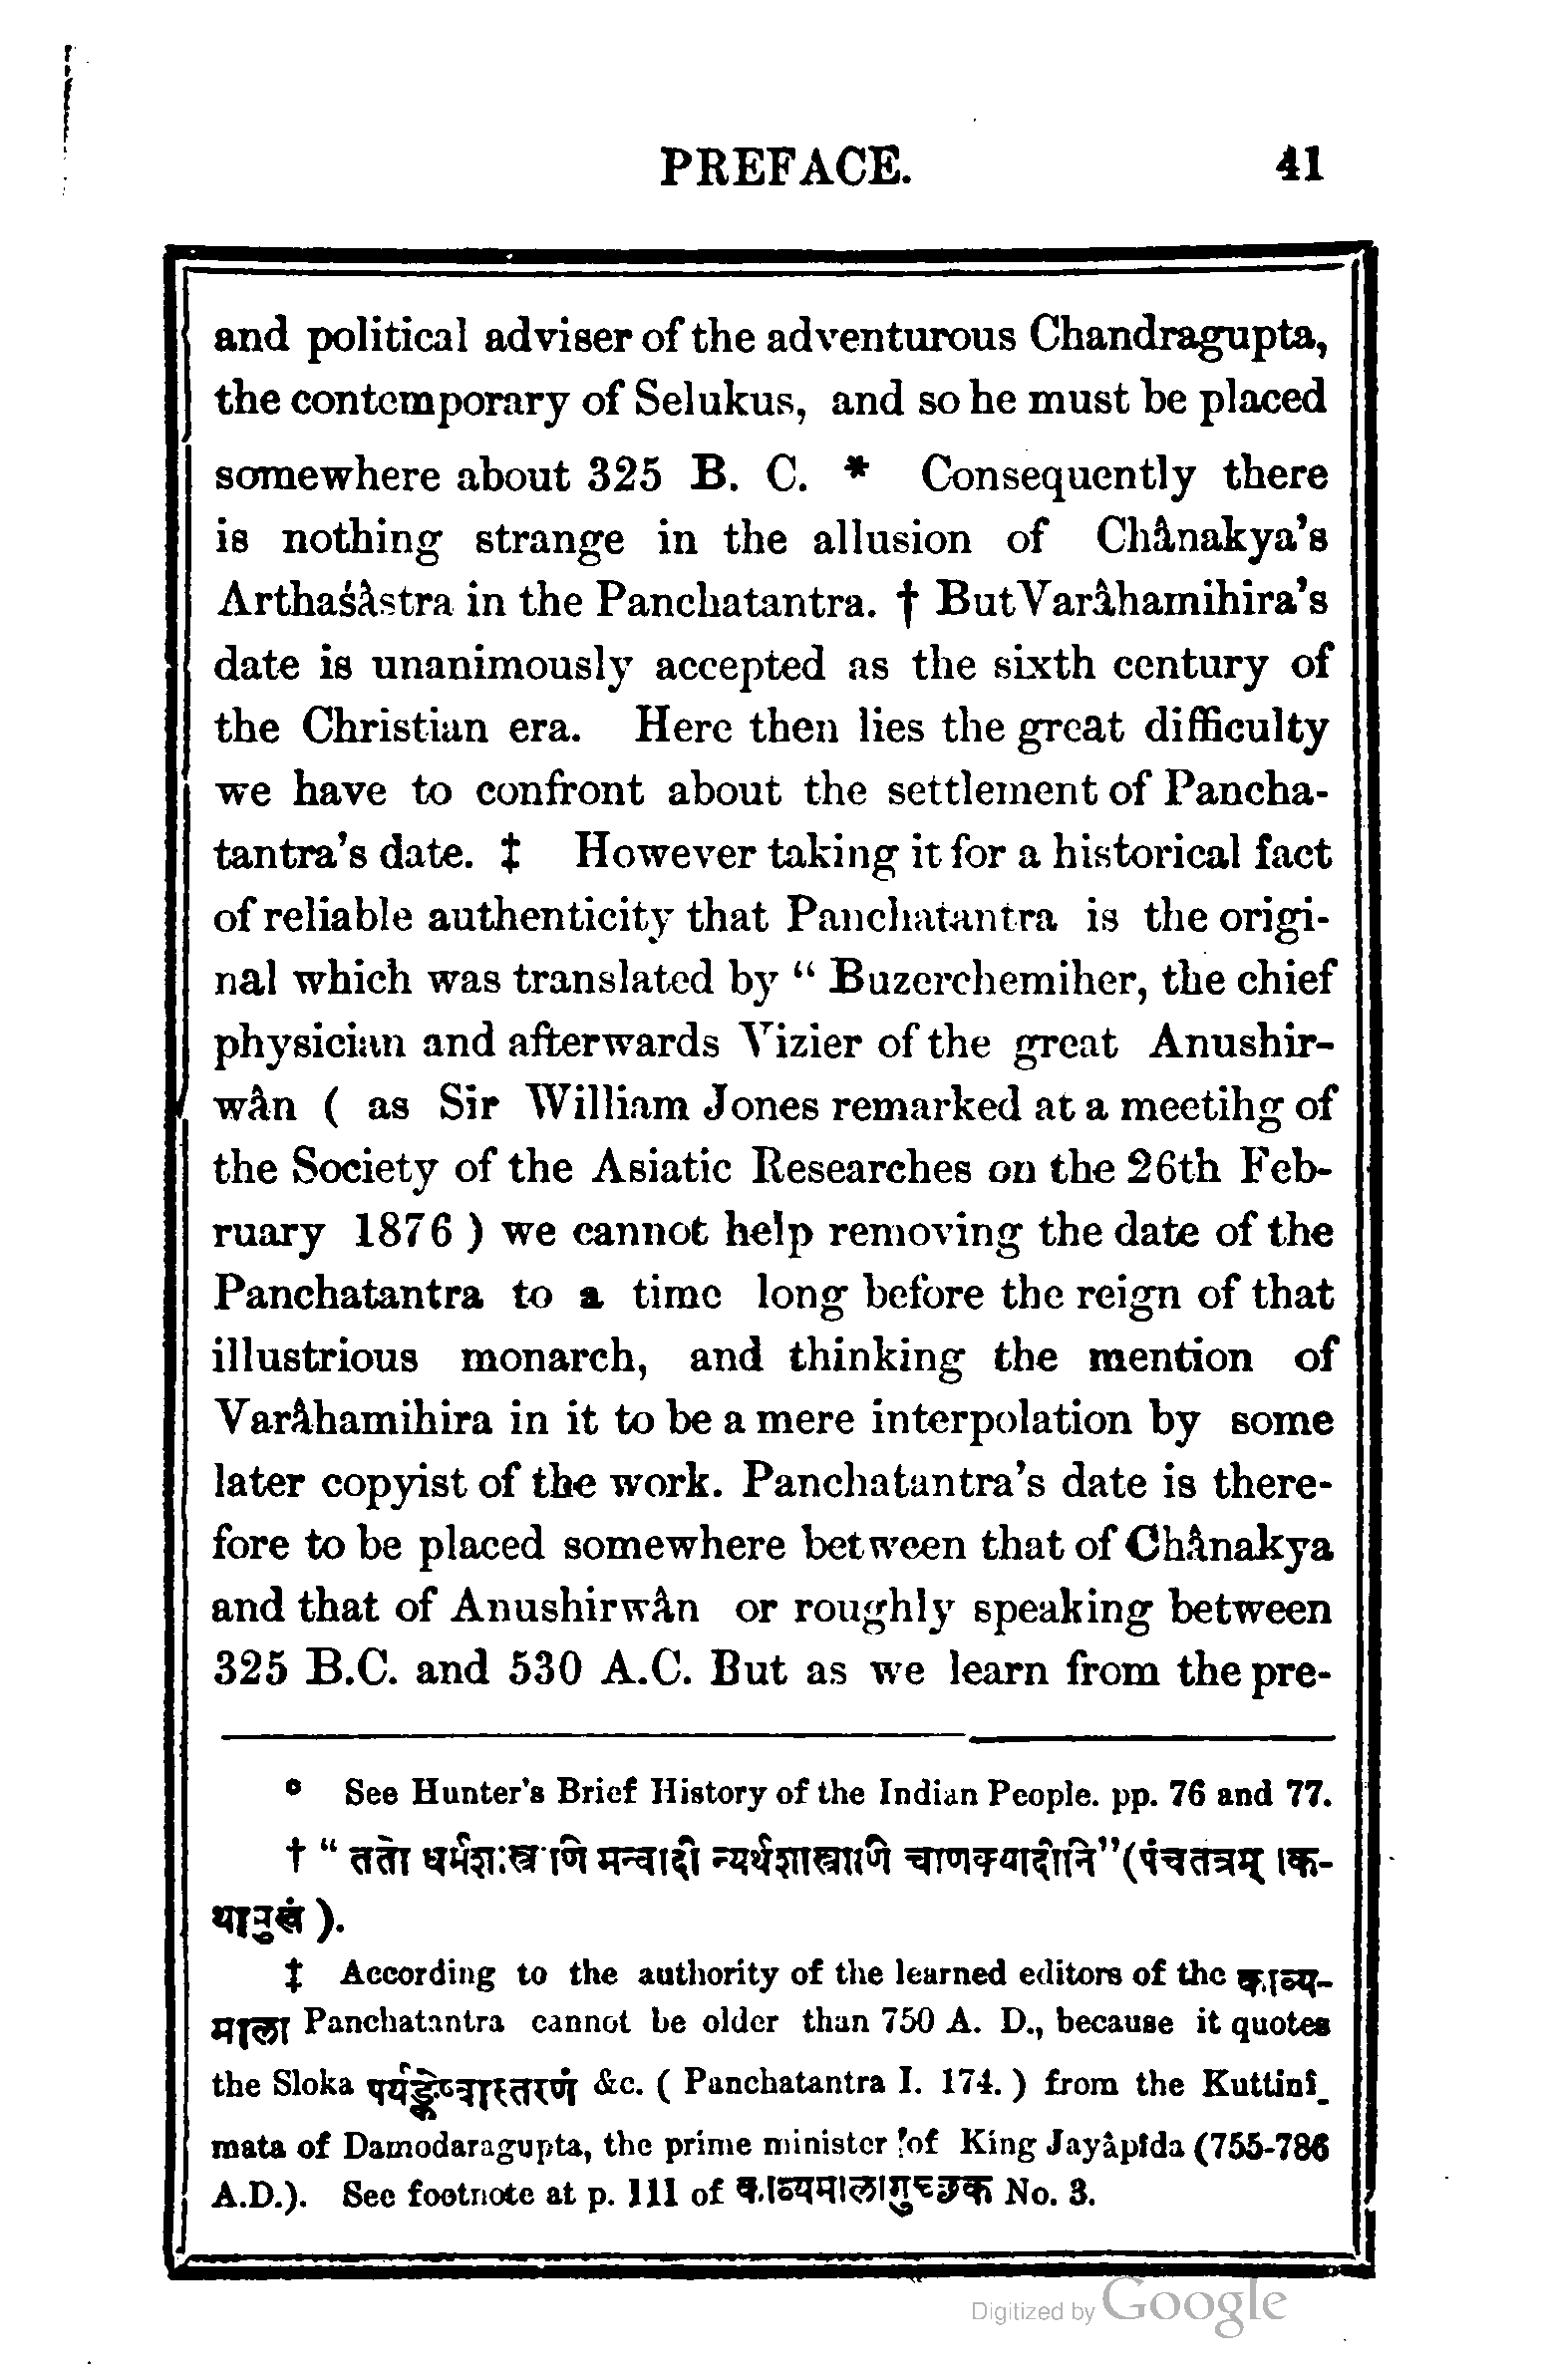 PREFACE. 41
and political adviser of the adventurous Chandragupta,
the contemporary of Selukus, and so he must be placed
somewhere about 325 B. C. * Consequently there
is nothing strange in the allusion of Chânakya's
Arthaśâstra in the Panchatantra. † But Varâhamihira's
date is unanimously accepted as the sixth century of
the Christian era. Here then lies the great difficulty
we have to confront about the settlement of Pancha-
tantra's date. ‡ However taking it for a historical fact
of reliable authenticity that Panchatantra is the origi-
nal which was translated by “ Buzerchemiher, the chief
physician and afterwards Vizier of the great Anushir-
wân ( as Sir William Jones remarked at a meetihg of
the Society of the Asiatic Researches on the 26th Feb-
ruary 1876 ) we cannot help removing the date of the
Panchatantra to a time long before the reign of that
illustrious monarch, and thinking the mention of
Varâhamihira in it to be a mere interpolation by some
later copyist of the work. Panchatantra's date is there-
fore to be placed somewhere between that of Chânakya
and that of Anushirwân or roughly speaking between
325 B.C. and 530 A.C. But as we learn from the pre-
* See Hunter's Brief History of the Indian People. pp. 76 and 77.
† “ ततो धर्मशास्त्राणि मन्वादी न्यर्थशास्त्राणि चाणक्यादीनि”(पंचतन्त्रम् ।क-
थामुखं ).
‡ According to the authority of the learned editors of the काव्य-
माला Panchatantra cannot be older than 750 A. D., because it quotes
the Sloka पर्यङ्केष्वास्तरणं &c. ( Panchatantra I. 174. ) from the Kuttinî_
mata of Damodaragupta, the prime minister of King Jayâpîda (755-786
A.D.). See footnote at p. 111 of काव्यमालागुच्छक No. 3.
Digitized by Google